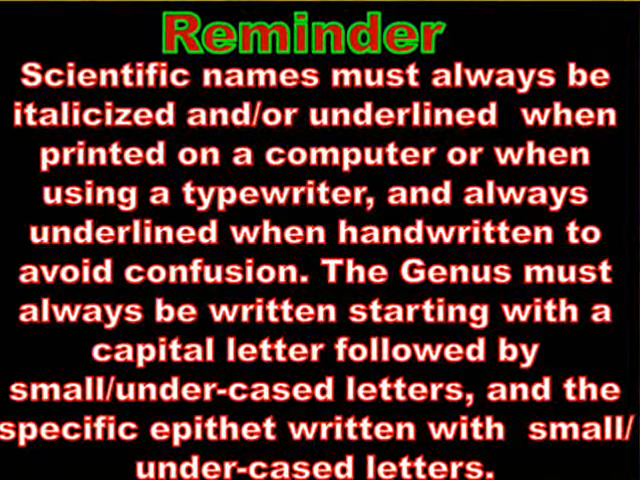 Reminder
Scientific names must always be
italicized and/or underlined when
printed on a computer or when
using a typewriter, and always
underlined when handwritten to
avoid confusion. The Genus must
always be written starting with a
capital letter followed by
small/under-cased letters, and the
specific epithet written with small/
under-cased letters.